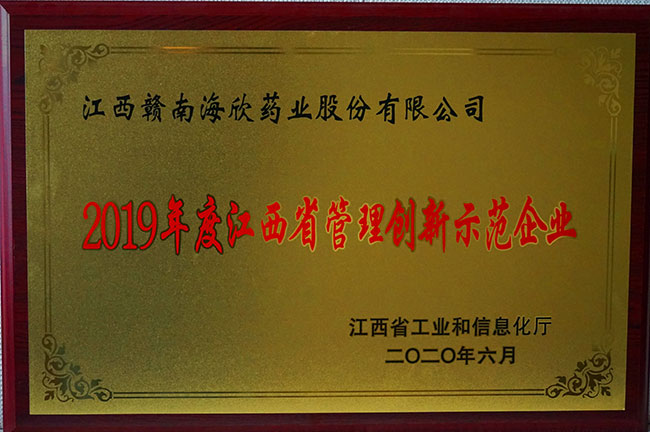 江西赣南海欣药业股份有限公司
2019年度江西省管理创新示范企业
江西省工业和信息化厅
二〇二〇年六月